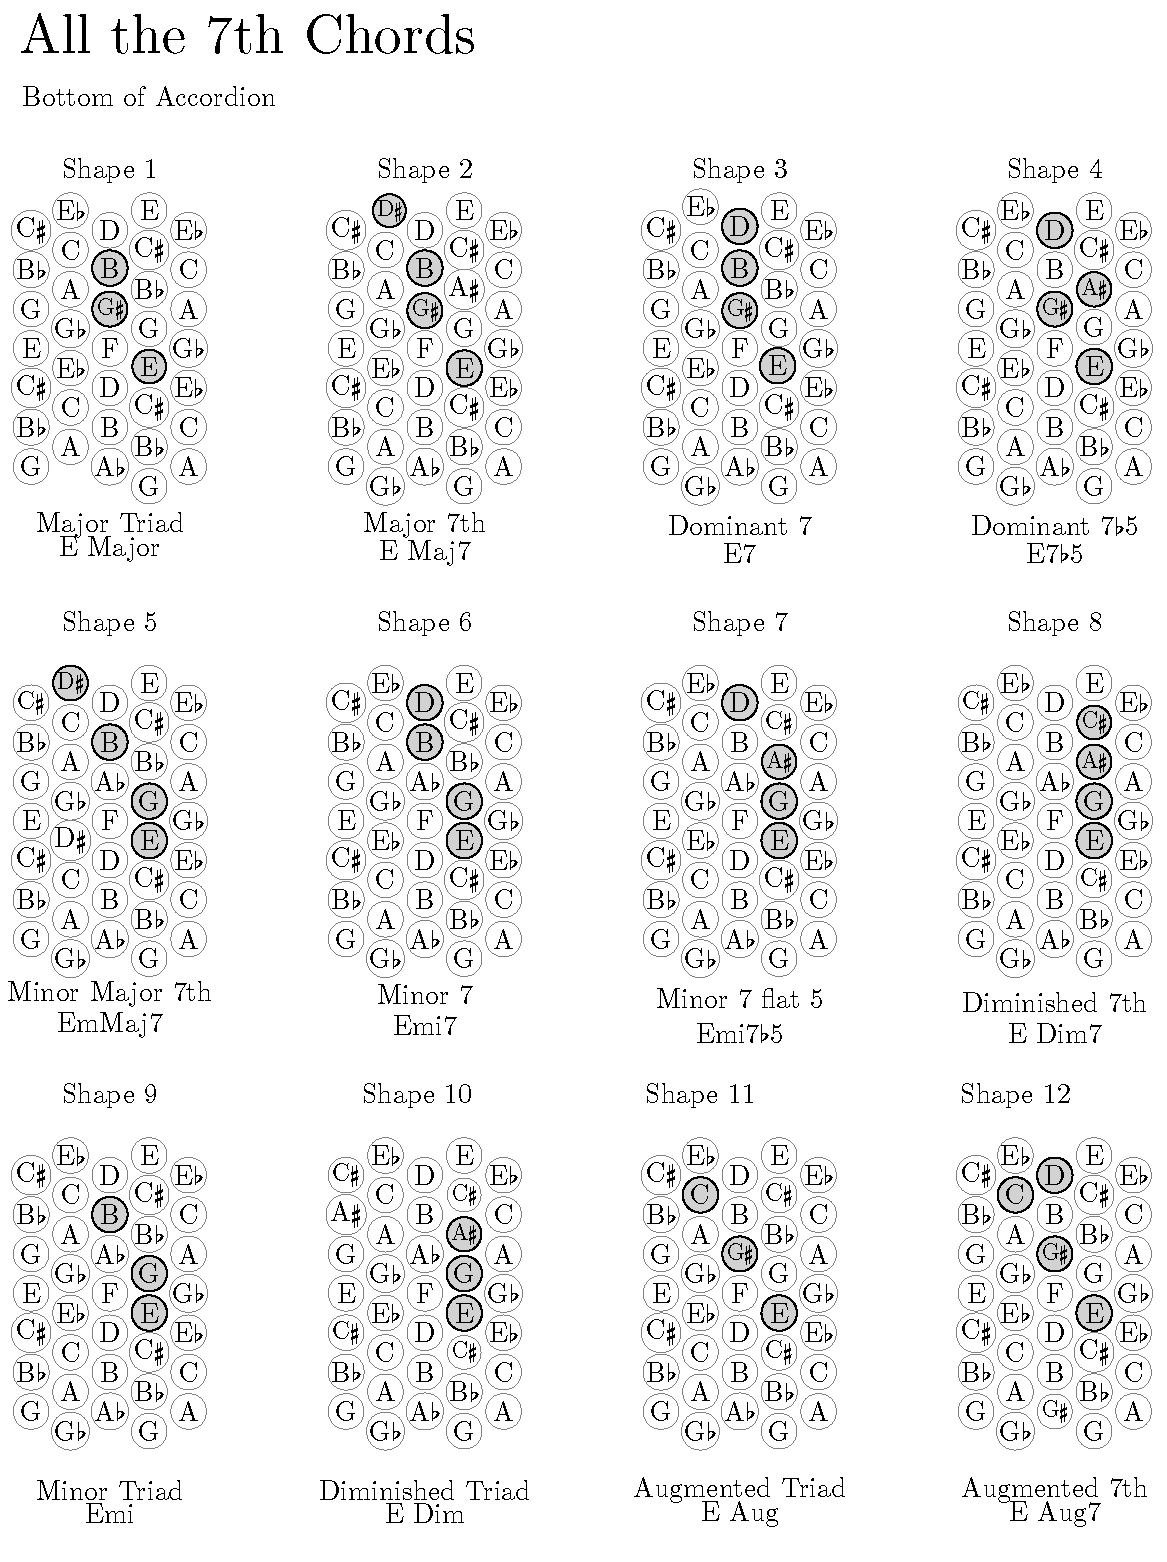 All the 7th Chords
Bottom of Accordion
Shape 1
E♭ E
C♯ D E♭
C C♯
B♭ B C
A B♭
G G♯ A
G♭ G
E F G♭
E♭ E
C♯ D E♭
C C♯
B♭ B C
A B♭
G A♭ A
G
Major Triad
E Major
Shape 2
D♯ E
C♯ D E♭
C C♯
B♭ B C
A A♯
G G♯ A
G♭ G
E F G♭
E♭ E
C♯ D E♭
C C♯
B♭ B C
A B♭
G A♭ A
G♭ G
Major 7th
E Maj7
Shape 3
E♭ E
C♯ D E♭
C C♯
B♭ B C
A B♭
G G♯ A
G♭ G
E F G♭
E♭ E
C♯ D E♭
C C♯
B♭ B C
A B♭
G A♭ A
G♭ G
Dominant 7
E7
Shape 4
E♭ E
C♯ D E♭
C C♯
B♭ B C
A A♯
G G♯ A
G♭ G
E F G♭
E♭ E
C♯ D E♭
C C♯
B♭ B C
A B♭
G A♭ A
G♭ G
Dominant 7♭5
E7♭5
Shape 5
D♯ E
C♯ D E♭
C C♯
B♭ B C
A B♭
G A♭ A
G♭ G
E F G♭
D♯ E
C♯ D E♭
C C♯
B♭ B C
A B♭
G A♭ A
G♭ G
Minor Major 7th
EmMaj7
Shape 6
E♭ E
C♯ D E♭
C C♯
B♭ B C
A B♭
G A♭ A
G♭ G
E F G♭
E♭ E
C♯ D E♭
C C♯
B♭ B C
A B♭
G A♭ A
G♭ G
Minor 7
Emi7
Shape 7
E♭ E
C♯ D E♭
C C♯
B♭ B C
A A♯
G A♭ A
G♭ G
E F G♭
E♭ E
C♯ D E♭
C C♯
B♭ B C
A B♭
G A♭ A
G♭ G
Minor 7 flat 5
Emi7♭5
Shape 8
E♭ E
C♯ D E♭
C C♯
B♭ B C
A A♯
G A♭ A
G♭ G
E F G♭
E♭ E
C♯ D E♭
C C♯
B♭ B C
A B♭
G A♭ A
G♭ G
Diminished 7th
E Dim7
Shape 9
E♭ E
C♯ D E♭
C C♯
B♭ B C
A B♭
G A♭ A
G♭ G
E F G♭
E♭ E
C♯ D E♭
C C♯
B♭ B C
A B♭
G A♭ A
G♭ G
Minor Triad
Emi
Shape 10
E♭ E
C♯ D E♭
C C♯
A♯ B C
A A♯
G A♭ A
G♭ G
E F G♭
E♭ E
C♯ D E♭
C C♯
B♭ B C
A B♭
G A♭ A
G♭ G
Diminished Triad
E Dim
Shape 11
E♭ E
C♯ D E♭
C C♯
B♭ B C
A B♭
G G♯ A
G♭ G
E F G♭
E♭ E
C♯ D E♭
C C♯
B♭ B C
A B♭
G A♭ A
G♭ G
Augmented Triad
E Aug
Shape 12
E♭ E
C♯ D E♭
C C♯
B♭ B C
A B♭
G G♯ A
G♭ G
E F G♭
E♭ E
C♯ D E♭
C C♯
B♭ B C
A B♭
G G♯ A
G♭ G
Augmented 7th
E Aug7